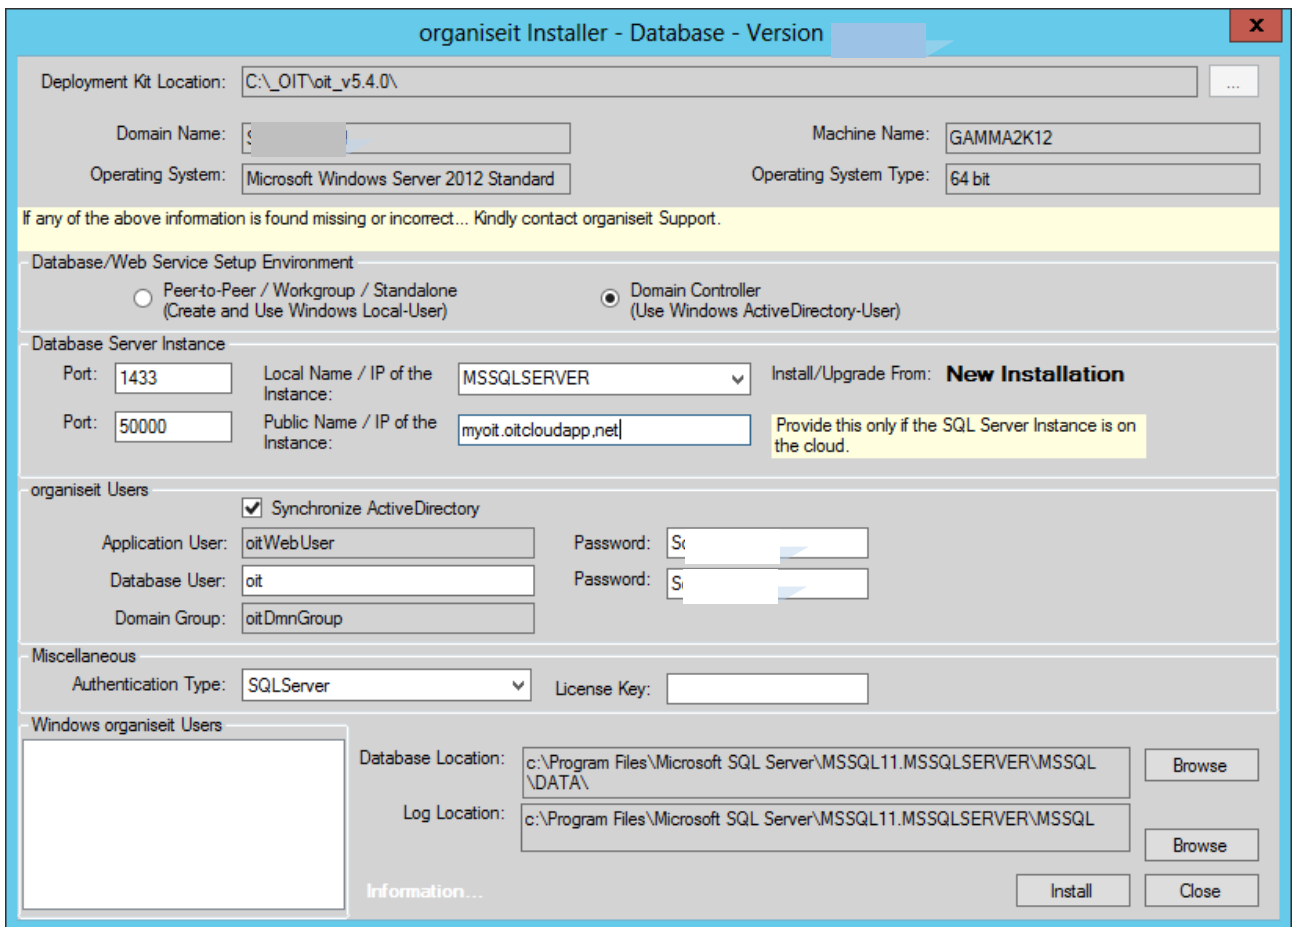 organiseit Installer - Database - Version
x
Deployment Kit Location: C:\_OIT\oit_v5.4.0\ ...
Domain Name: Machine Name: GAMMA2K12
Operating System: Microsoft Windows Server 2012 Standard Operating System Type: 64 bit
If any of the above information is found missing or incorrect... Kindly contact organiseit Support.
Database/Web Service Setup Environment
Peer-to-Peer / Workgroup / Standalone
(Create and Use Windows Local-User)
Domain Controller
(Use Windows ActiveDirectory-User)
Database Server Instance
Port: 1433 Local Name / IP of the
Instance:
MSSQLSERVER Install/Upgrade From: New Installation
Port: 50000 Public Name / IP of the
Instance:
myoit.oitcloudapp,net
Provide this only if the SQL Server Instance is on
the cloud.
organiseit Users
Synchronize ActiveDirectory
Application User: oitWebUser Password:
Database User: oit Password:
Domain Group: oitDmnGroup
Miscellaneous
Authentication Type: SQLServer License Key:
Windows organiseit Users
Database Location: c:\Program Files\Microsoft SQL Server\MSSQL11.MSSQLSERVER\MSSQL
\DATA\
Browse
Log Location: c:\Program Files\Microsoft SQL Server\MSSQL11.MSSQLSERVER\MSSQL
Browse
Information...
Install Close